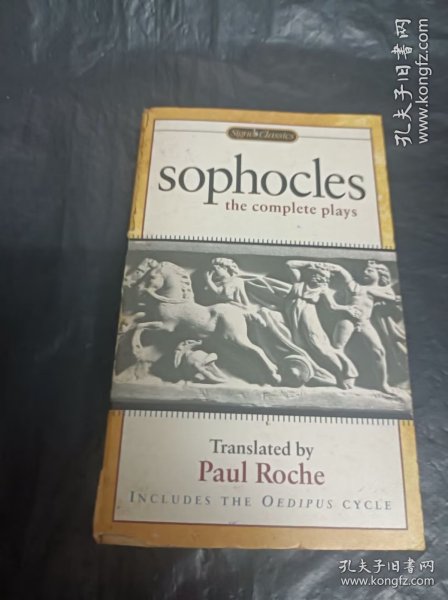 孔夫子旧书网
www.kongfz.com
Signet Classics
sophocles
the complete plays
Translated by
Paul Roche
INCLUDES THE OEDIPUS CYCLE
孔夫子旧书网
www.kongfz.com